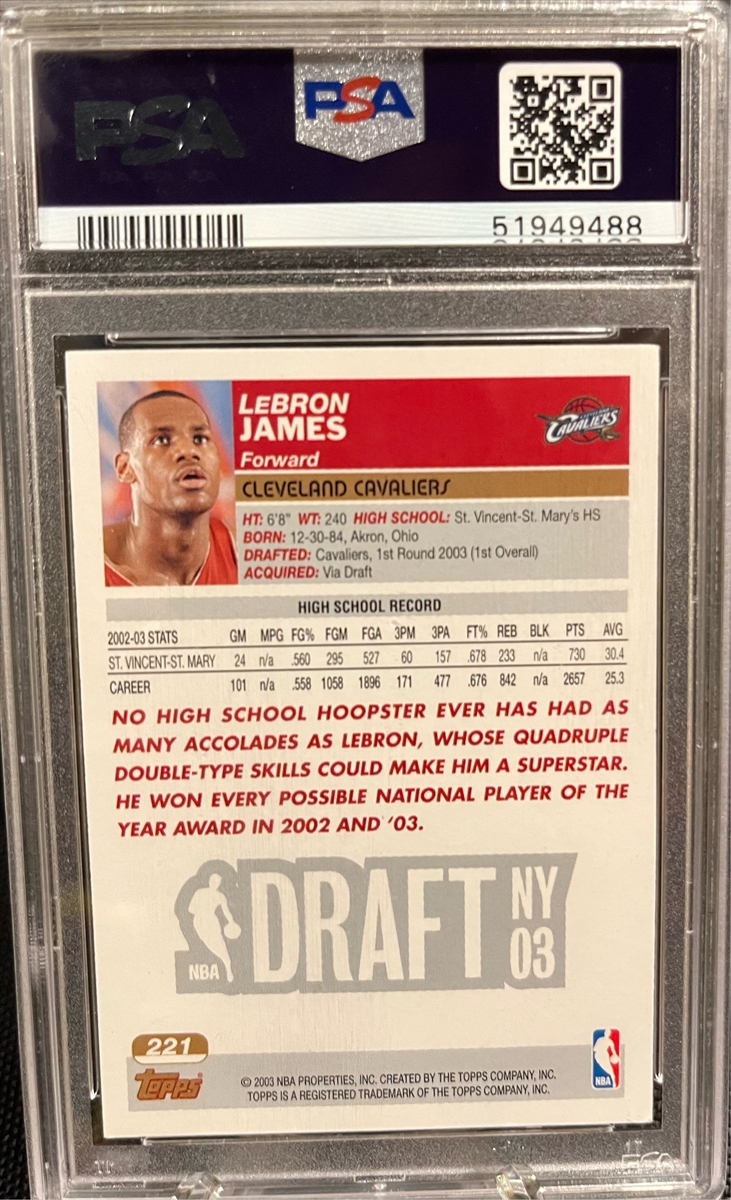 PSA
PSA
51949488
LEBRON
JAMES
Forward
CAVALIERS
CLEVELAND CAVALIERS
HT: 6'8" WT: 240 HIGH SCHOOL: St. Vincent-St. Mary's HS
BORN: 12-30-84, Akron, Ohio
DRAFTED: Cavaliers, 1st Round 2003 (1st Overall)
ACQUIRED: Via Draft
HIGH SCHOOL RECORD
2002-03 STATS GM MPG FG% FGM FGA 3PM 3PA FT% REB BLK PTS AVG
ST. VINCENT-ST. MARY 24 n/a .560 295 527 60 157 .678 233 n/a 730 30.4
CAREER 101 n/a .558 1058 1896 171 477 .676 842 n/a 2657 25.3
NO HIGH SCHOOL HOOPSTER EVER HAS HAD AS
MANY ACCOLADES AS LEBRON, WHOSE QUADRUPLE
DOUBLE-TYPE SKILLS COULD MAKE HIM A SUPERSTAR.
HE WON EVERY POSSIBLE NATIONAL PLAYER OF THE
YEAR AWARD IN 2002 AND '03.
NBA DRAFT NY
03
221
Topps
© 2003 NBA PROPERTIES, INC. CREATED BY THE TOPPS COMPANY, INC.
TOPPS IS A REGISTERED TRADEMARK OF THE TOPPS COMPANY, INC.
NBA
PSA